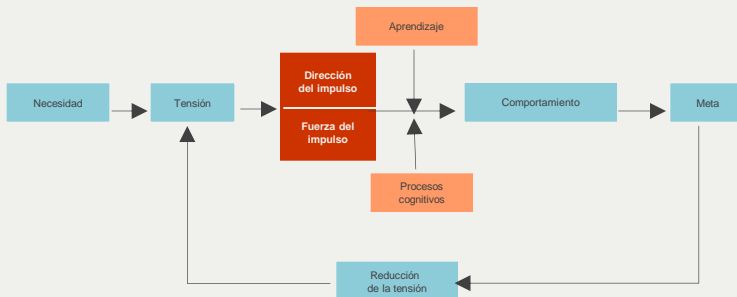 Aprendizaje
Dirección
del impulso
Necesidad
Tensión
Comportamiento
Meta
Fuerza del
impulso
Procesos
cognitivos
Reducción
de la tensión